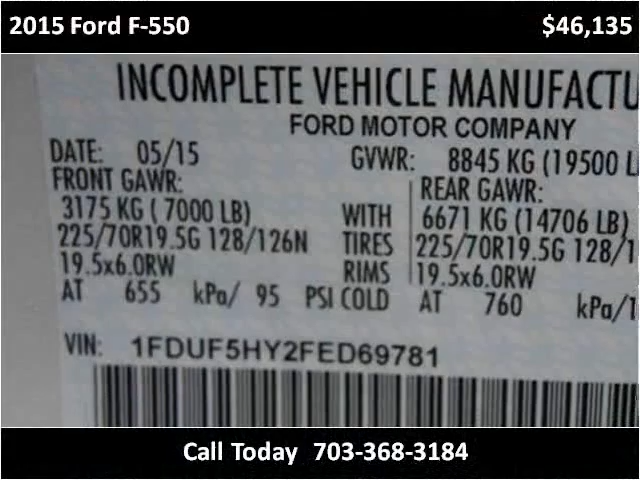 2015 Ford F-550 $46,135
INCOMPLETE VEHICLE MANUFACTU
FORD MOTOR COMPANY
DATE: 05/15 GVWR: 8845 KG (19500 L
FRONT GAWR: REAR GAWR:
3175 KG ( 7000 LB) WITH 6671 KG (14706 LB)
225/70R19.5G 128/126N TIRES 225/70R19.5G 128/1
19.5x6.0RW RIMS 19.5x6.0RW
AT 655 kPa/ 95 PSI COLD AT 760 kPa/1
VIN: 1FDUF5HY2FED69781
Call Today 703-368-3184